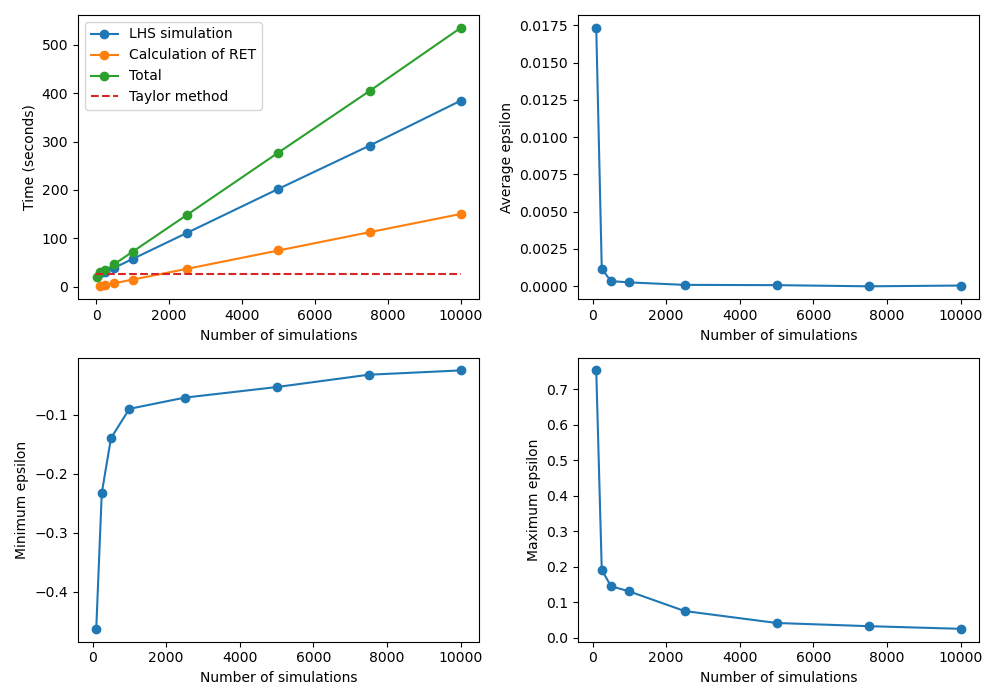 500
400
300
200
100
0
Time (seconds)
LHS simulation
Calculation of RET
Total
Taylor method
0 2000 4000 6000 8000 10000
Number of simulations
0.0175
0.0150
0.0125
0.0100
0.0075
0.0050
0.0025
0.0000
Average epsilon
0 2000 4000 6000 8000 10000
Number of simulations
−0.1
−0.2
−0.3
−0.4
Minimum epsilon
0 2000 4000 6000 8000 10000
Number of simulations
0.7
0.6
0.5
0.4
0.3
0.2
0.1
0.0
Maximum epsilon
0 2000 4000 6000 8000 10000
Number of simulations